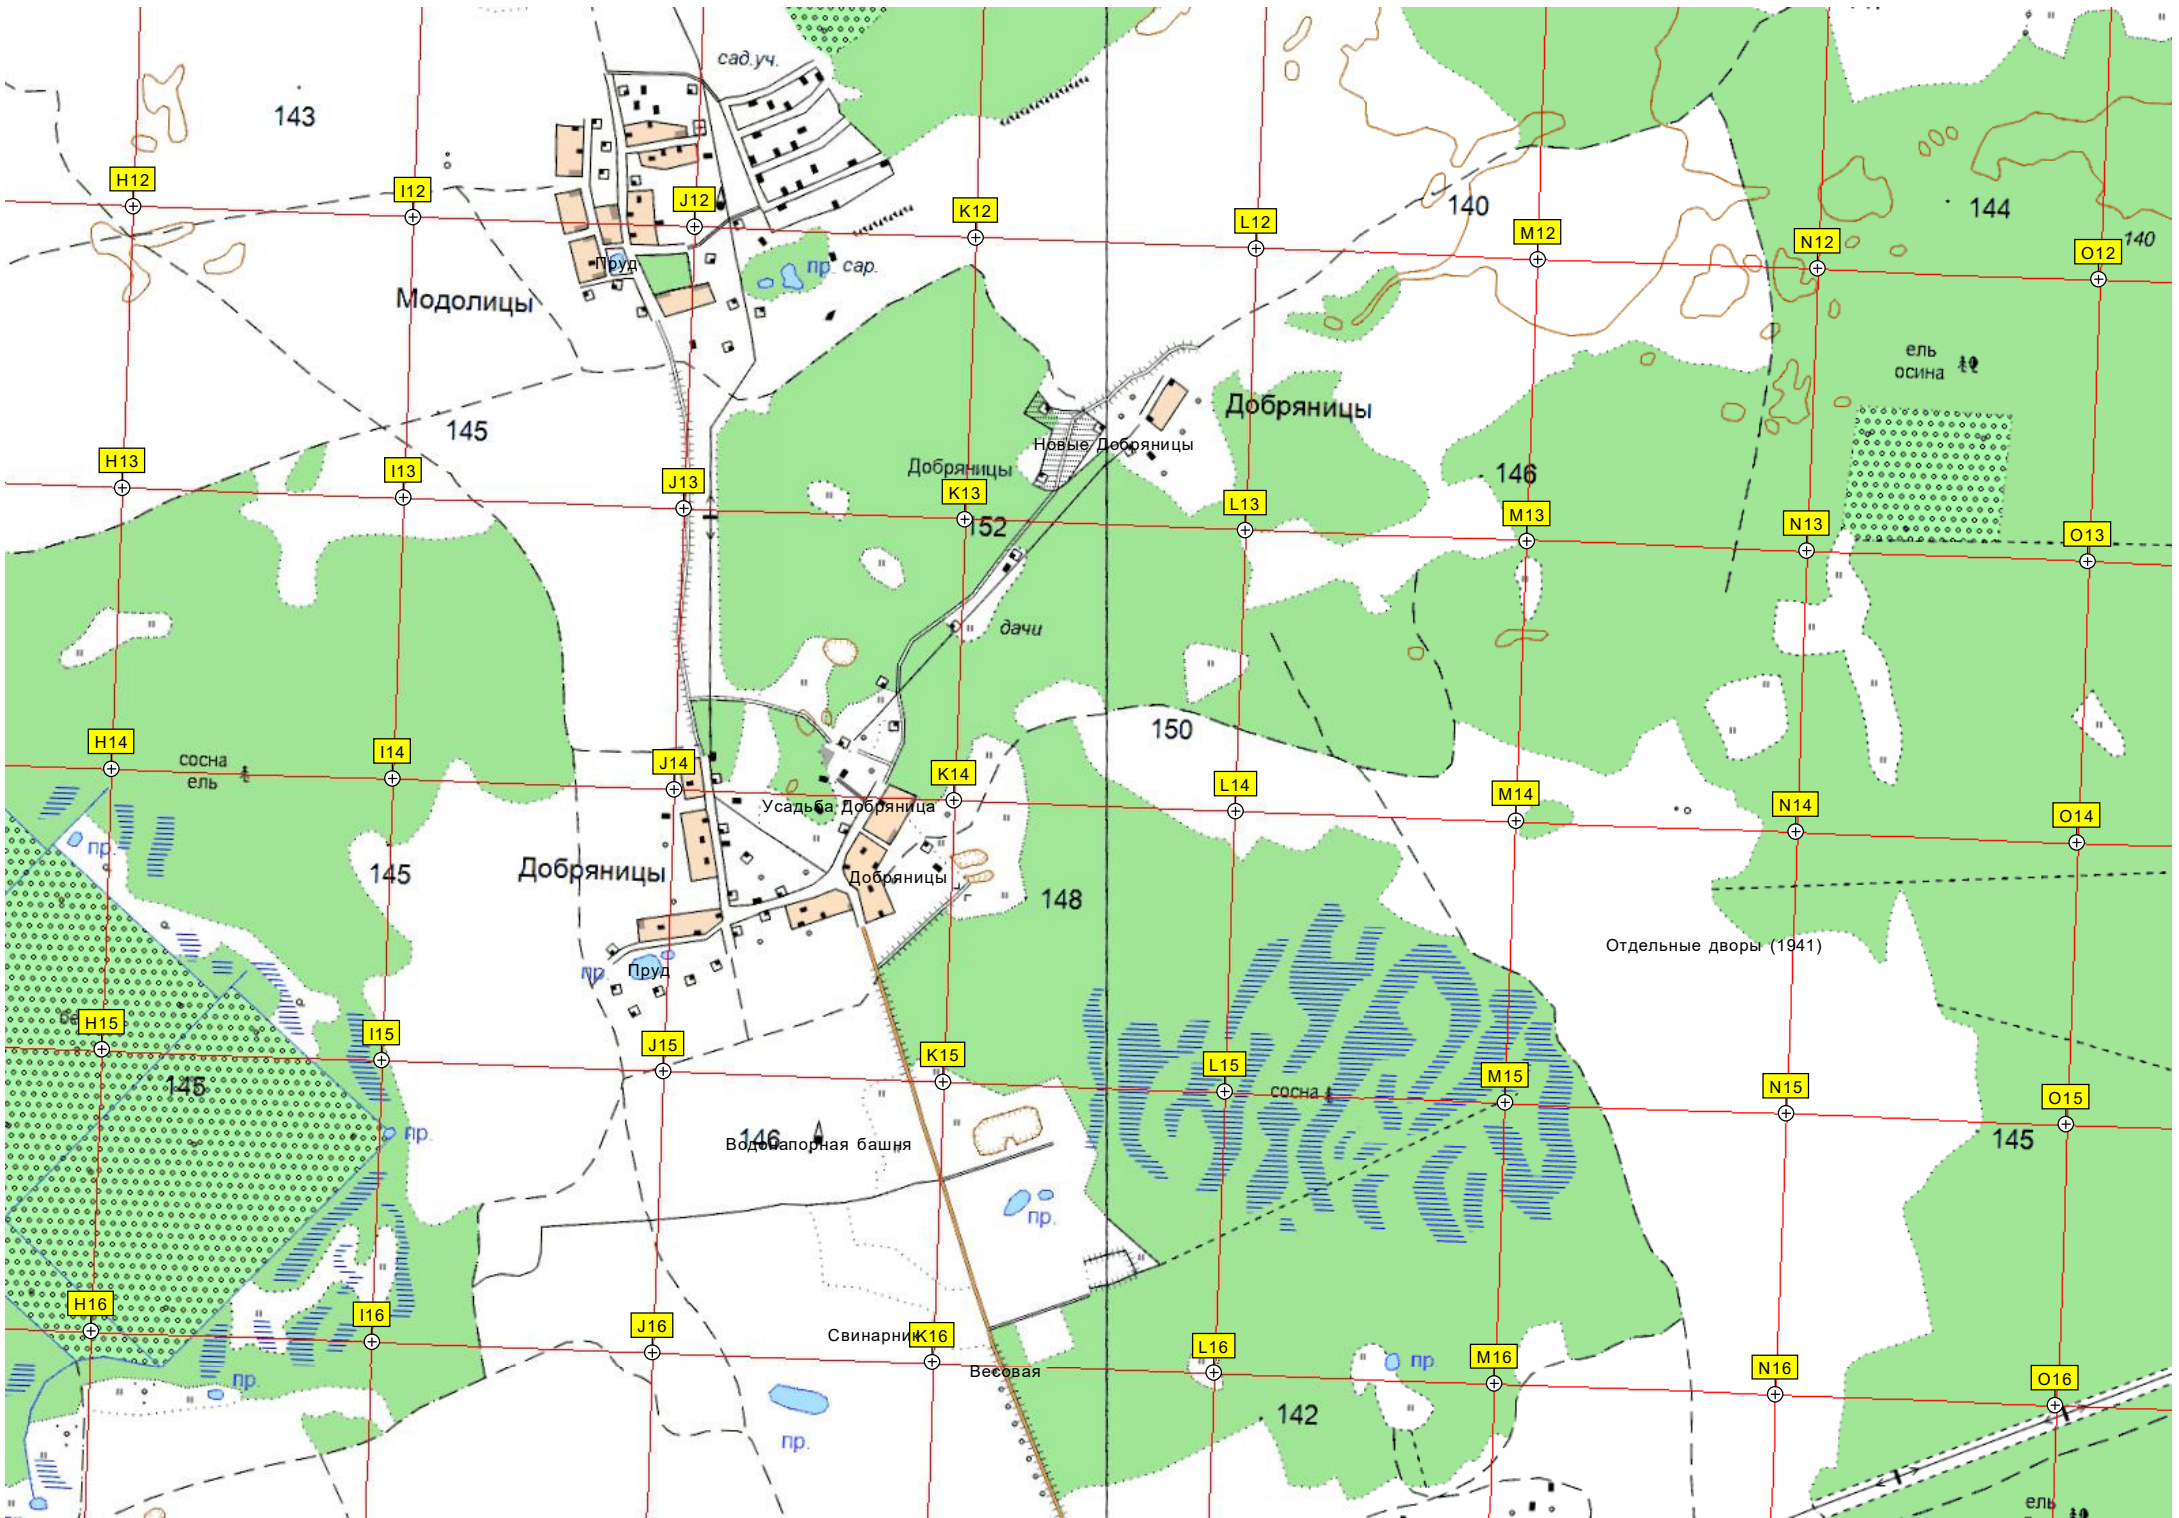 сад.уч.
143
H12
I12
J12
K12
L12
140
M12
144
N12
140
O12
Пруд
пр.
сар.
Модолицы
ель
осина
Добряницы
145
Новые Добряницы
H13
I13
Добряницы
146
J13
K13
L13
M13
N13
O13
152
дачи
150
H14
I14
J14
K14
L14
M14
N14
O14
сосна
ель
Усадьба Добряница
пр.
145
Добряницы
Добряницы
148
Отдельные дворы (1941)
пр.
Пруд
H15
I15
J15
K15
L15
M15
N15
O15
145
сосна
пр.
146
Водонапорная башня
145
пр.
H16
I16
J16
Свинарник
K16
L16
M16
N16
O16
Весовая
пр.
пр.
142
пр.
ель